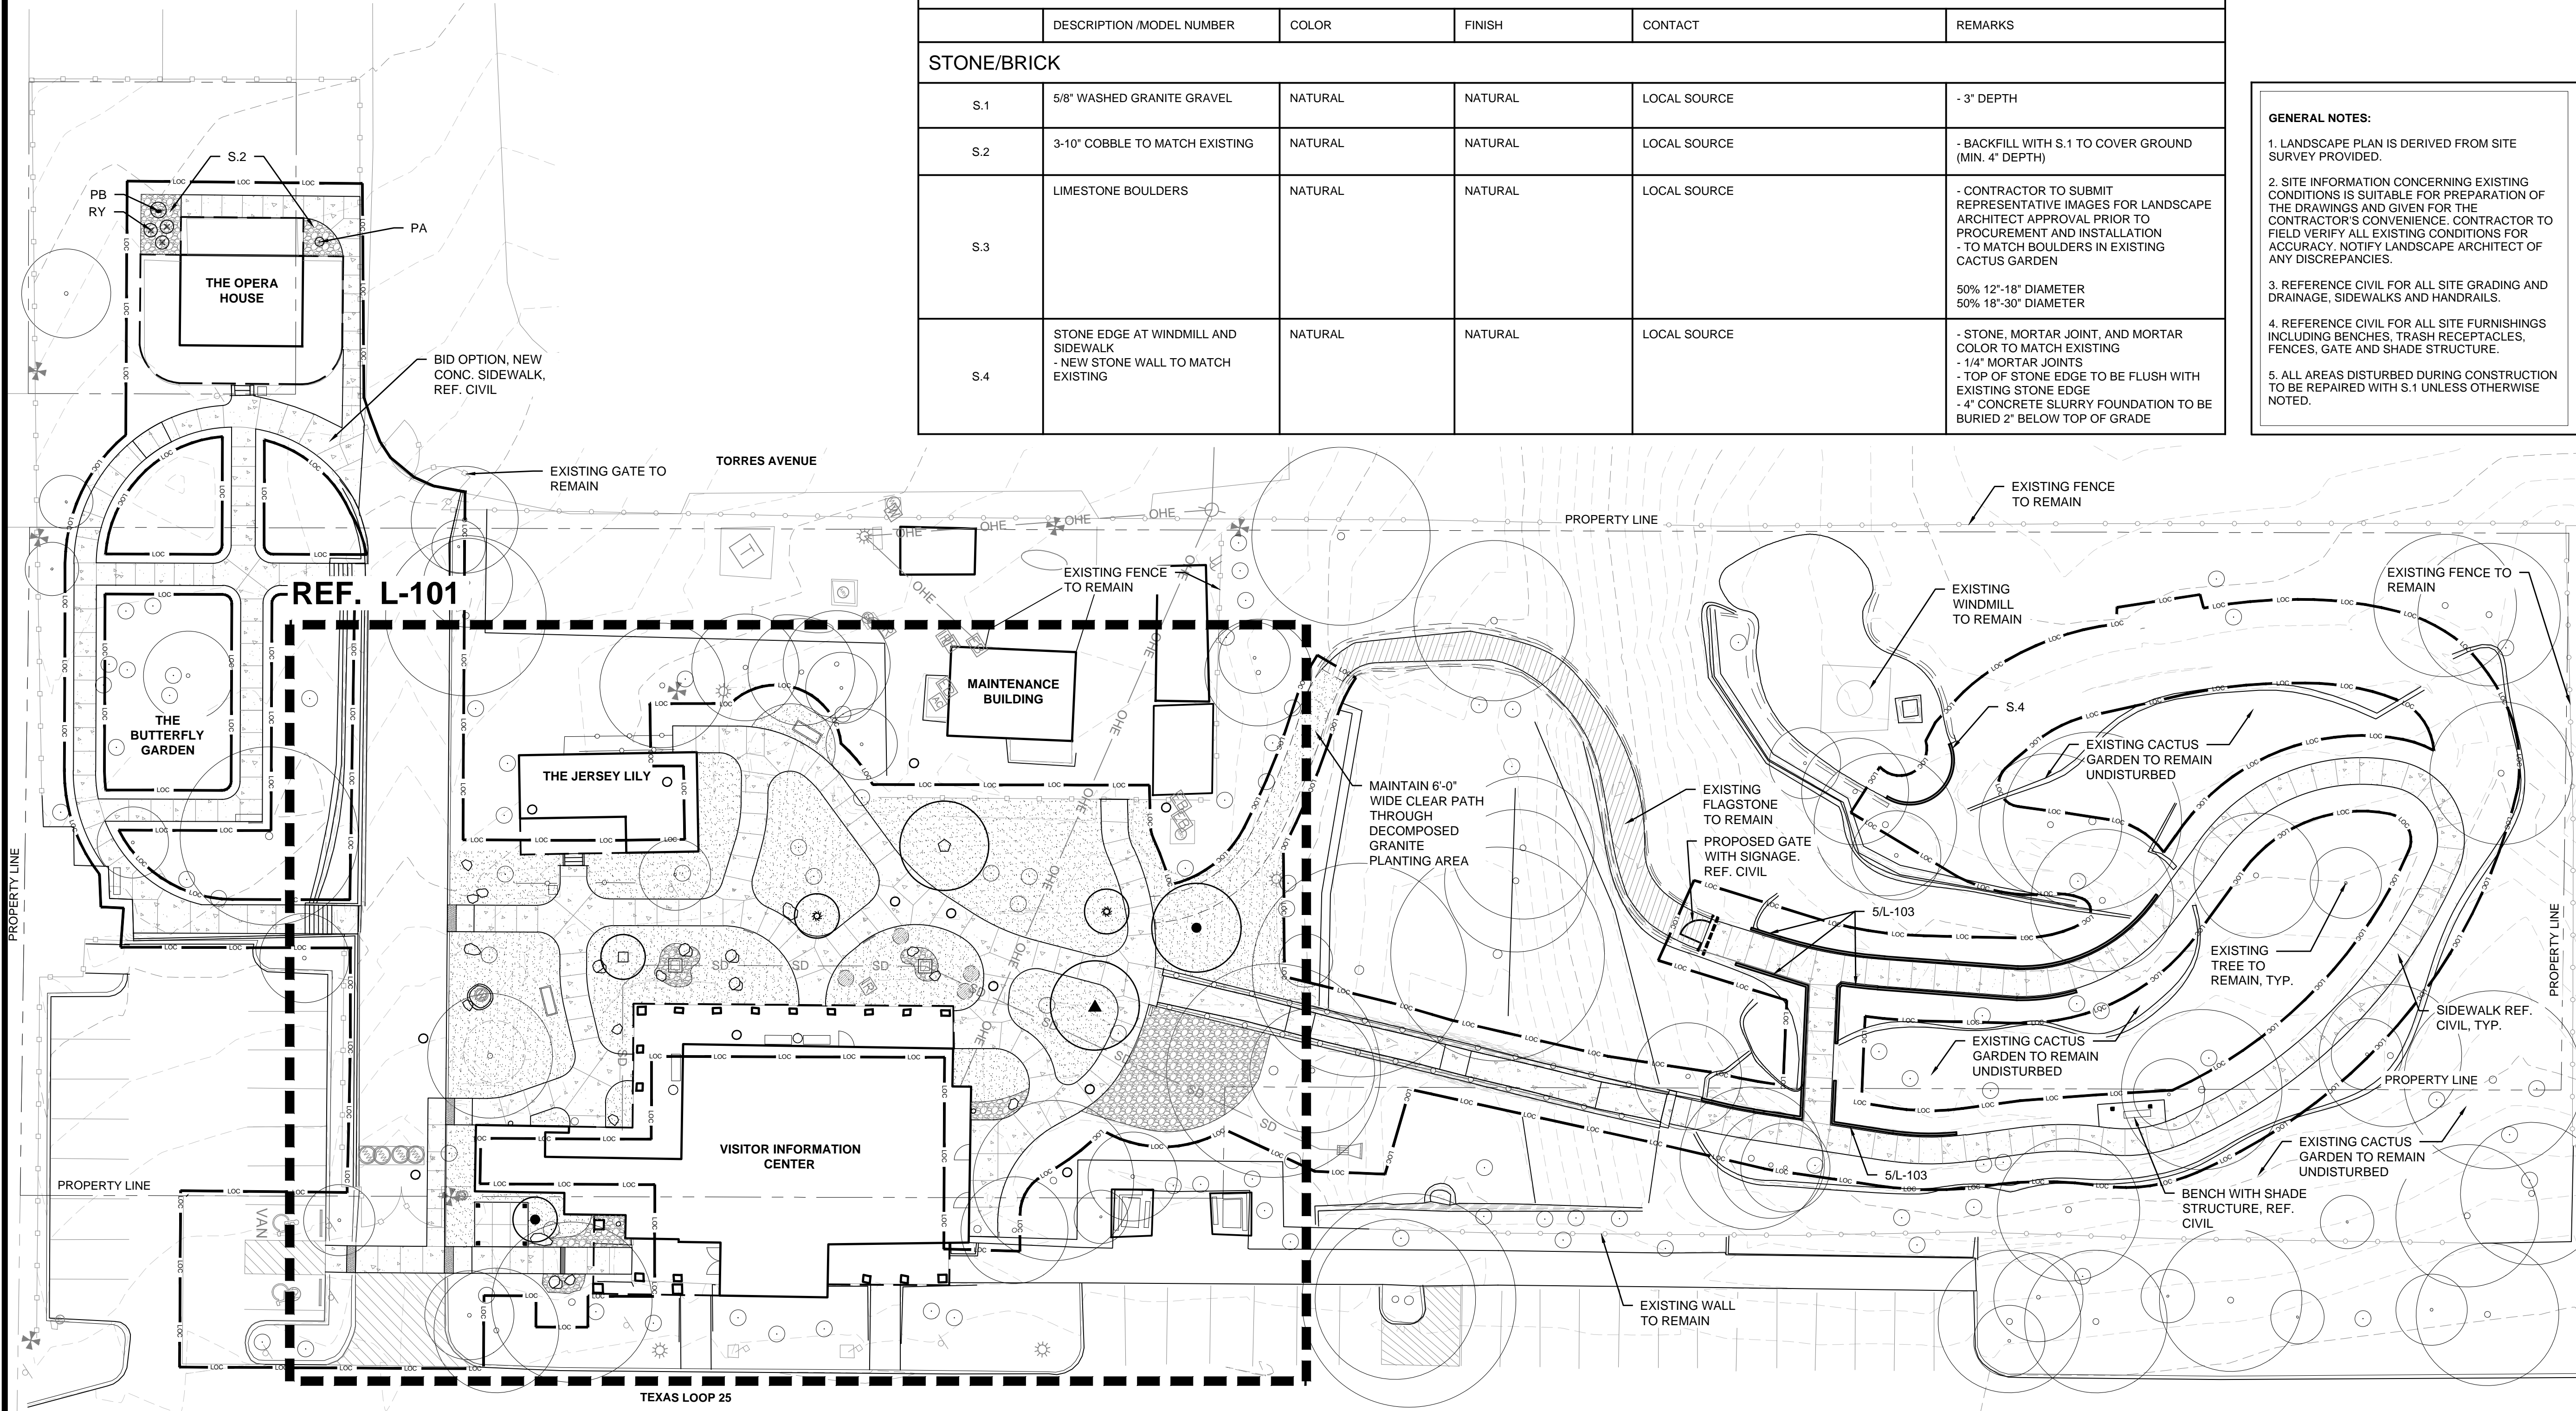 DESCRIPTION /MODEL NUMBER
COLOR
FINISH
CONTACT
REMARKS
STONE/BRICK
S.1
5/8" WASHED GRANITE GRAVEL
NATURAL
NATURAL
LOCAL SOURCE
- 3" DEPTH
S.2
3-10" COBBLE TO MATCH EXISTING
NATURAL
NATURAL
LOCAL SOURCE
- BACKFILL WITH S.1 TO COVER GROUND
(MIN. 4" DEPTH)
S.3
LIMESTONE BOULDERS
NATURAL
NATURAL
LOCAL SOURCE
- CONTRACTOR TO SUBMIT
REPRESENTATIVE IMAGES FOR LANDSCAPE
ARCHITECT APPROVAL PRIOR TO
PROCUREMENT AND INSTALLATION
- TO MATCH BOULDERS IN EXISTING
CACTUS GARDEN
50% 12"-18" DIAMETER
50% 18"-30" DIAMETER
S.4
STONE EDGE AT WINDMILL AND
SIDEWALK
- NEW STONE WALL TO MATCH
EXISTING
NATURAL
NATURAL
LOCAL SOURCE
- STONE, MORTAR JOINT, AND MORTAR
COLOR TO MATCH EXISTING
- 1/4" MORTAR JOINTS
- TOP OF STONE EDGE TO BE FLUSH WITH
EXISTING STONE EDGE
- 4" CONCRETE SLURRY FOUNDATION TO BE
BURIED 2" BELOW TOP OF GRADE
GENERAL NOTES:
1. LANDSCAPE PLAN IS DERIVED FROM SITE
SURVEY PROVIDED.
2. SITE INFORMATION CONCERNING EXISTING
CONDITIONS IS SUITABLE FOR PREPARATION OF
THE DRAWINGS AND GIVEN FOR THE
CONTRACTOR'S CONVENIENCE. CONTRACTOR TO
FIELD VERIFY ALL EXISTING CONDITIONS FOR
ACCURACY. NOTIFY LANDSCAPE ARCHITECT OF
ANY DISCREPANCIES.
3. REFERENCE CIVIL FOR ALL SITE GRADING AND
DRAINAGE, SIDEWALKS AND HANDRAILS.
4. REFERENCE CIVIL FOR ALL SITE FURNISHINGS
INCLUDING BENCHES, TRASH RECEPTACLES,
FENCES, GATE AND SHADE STRUCTURE.
5. ALL AREAS DISTURBED DURING CONSTRUCTION
TO BE REPAIRED WITH S.1 UNLESS OTHERWISE
NOTED.
S.2
PB
RY
PA
LOC
THE OPERA
HOUSE
BID OPTION, NEW
CONC. SIDEWALK,
REF. CIVIL
EXISTING GATE TO
REMAIN
TORRES AVENUE
REF. L-101
OHE
OHE
OHE
OHE
T
EXISTING FENCE
TO REMAIN
PROPERTY LINE
EXISTING FENCE
TO REMAIN
EXISTING FENCE TO
REMAIN
EXISTING
WINDMILL
TO REMAIN
S.4
MAINTENANCE
BUILDING
THE
BUTTERFLY
GARDEN
THE JERSEY LILY
EXISTING CACTUS
GARDEN TO REMAIN
UNDISTURBED
MAINTAIN 6'-0"
WIDE CLEAR PATH
THROUGH
DECOMPOSED
GRANITE
PLANTING AREA
EXISTING
FLAGSTONE
TO REMAIN
PROPOSED GATE
WITH SIGNAGE.
REF. CIVIL
5/L-103
PROPERTY LINE
EXISTING
TREE TO
REMAIN, TYP.
PROPERTY LINE
SD
SD
SD
SIDEWALK REF.
CIVIL, TYP.
EXISTING CACTUS
GARDEN TO REMAIN
UNDISTURBED
PROPERTY LINE
VISITOR INFORMATION
CENTER
EXISTING CACTUS
GARDEN TO REMAIN
UNDISTURBED
5/L-103
PROPERTY LINE
BENCH WITH SHADE
STRUCTURE, REF.
CIVIL
VAN
EXISTING WALL
TO REMAIN
TEXAS LOOP 25